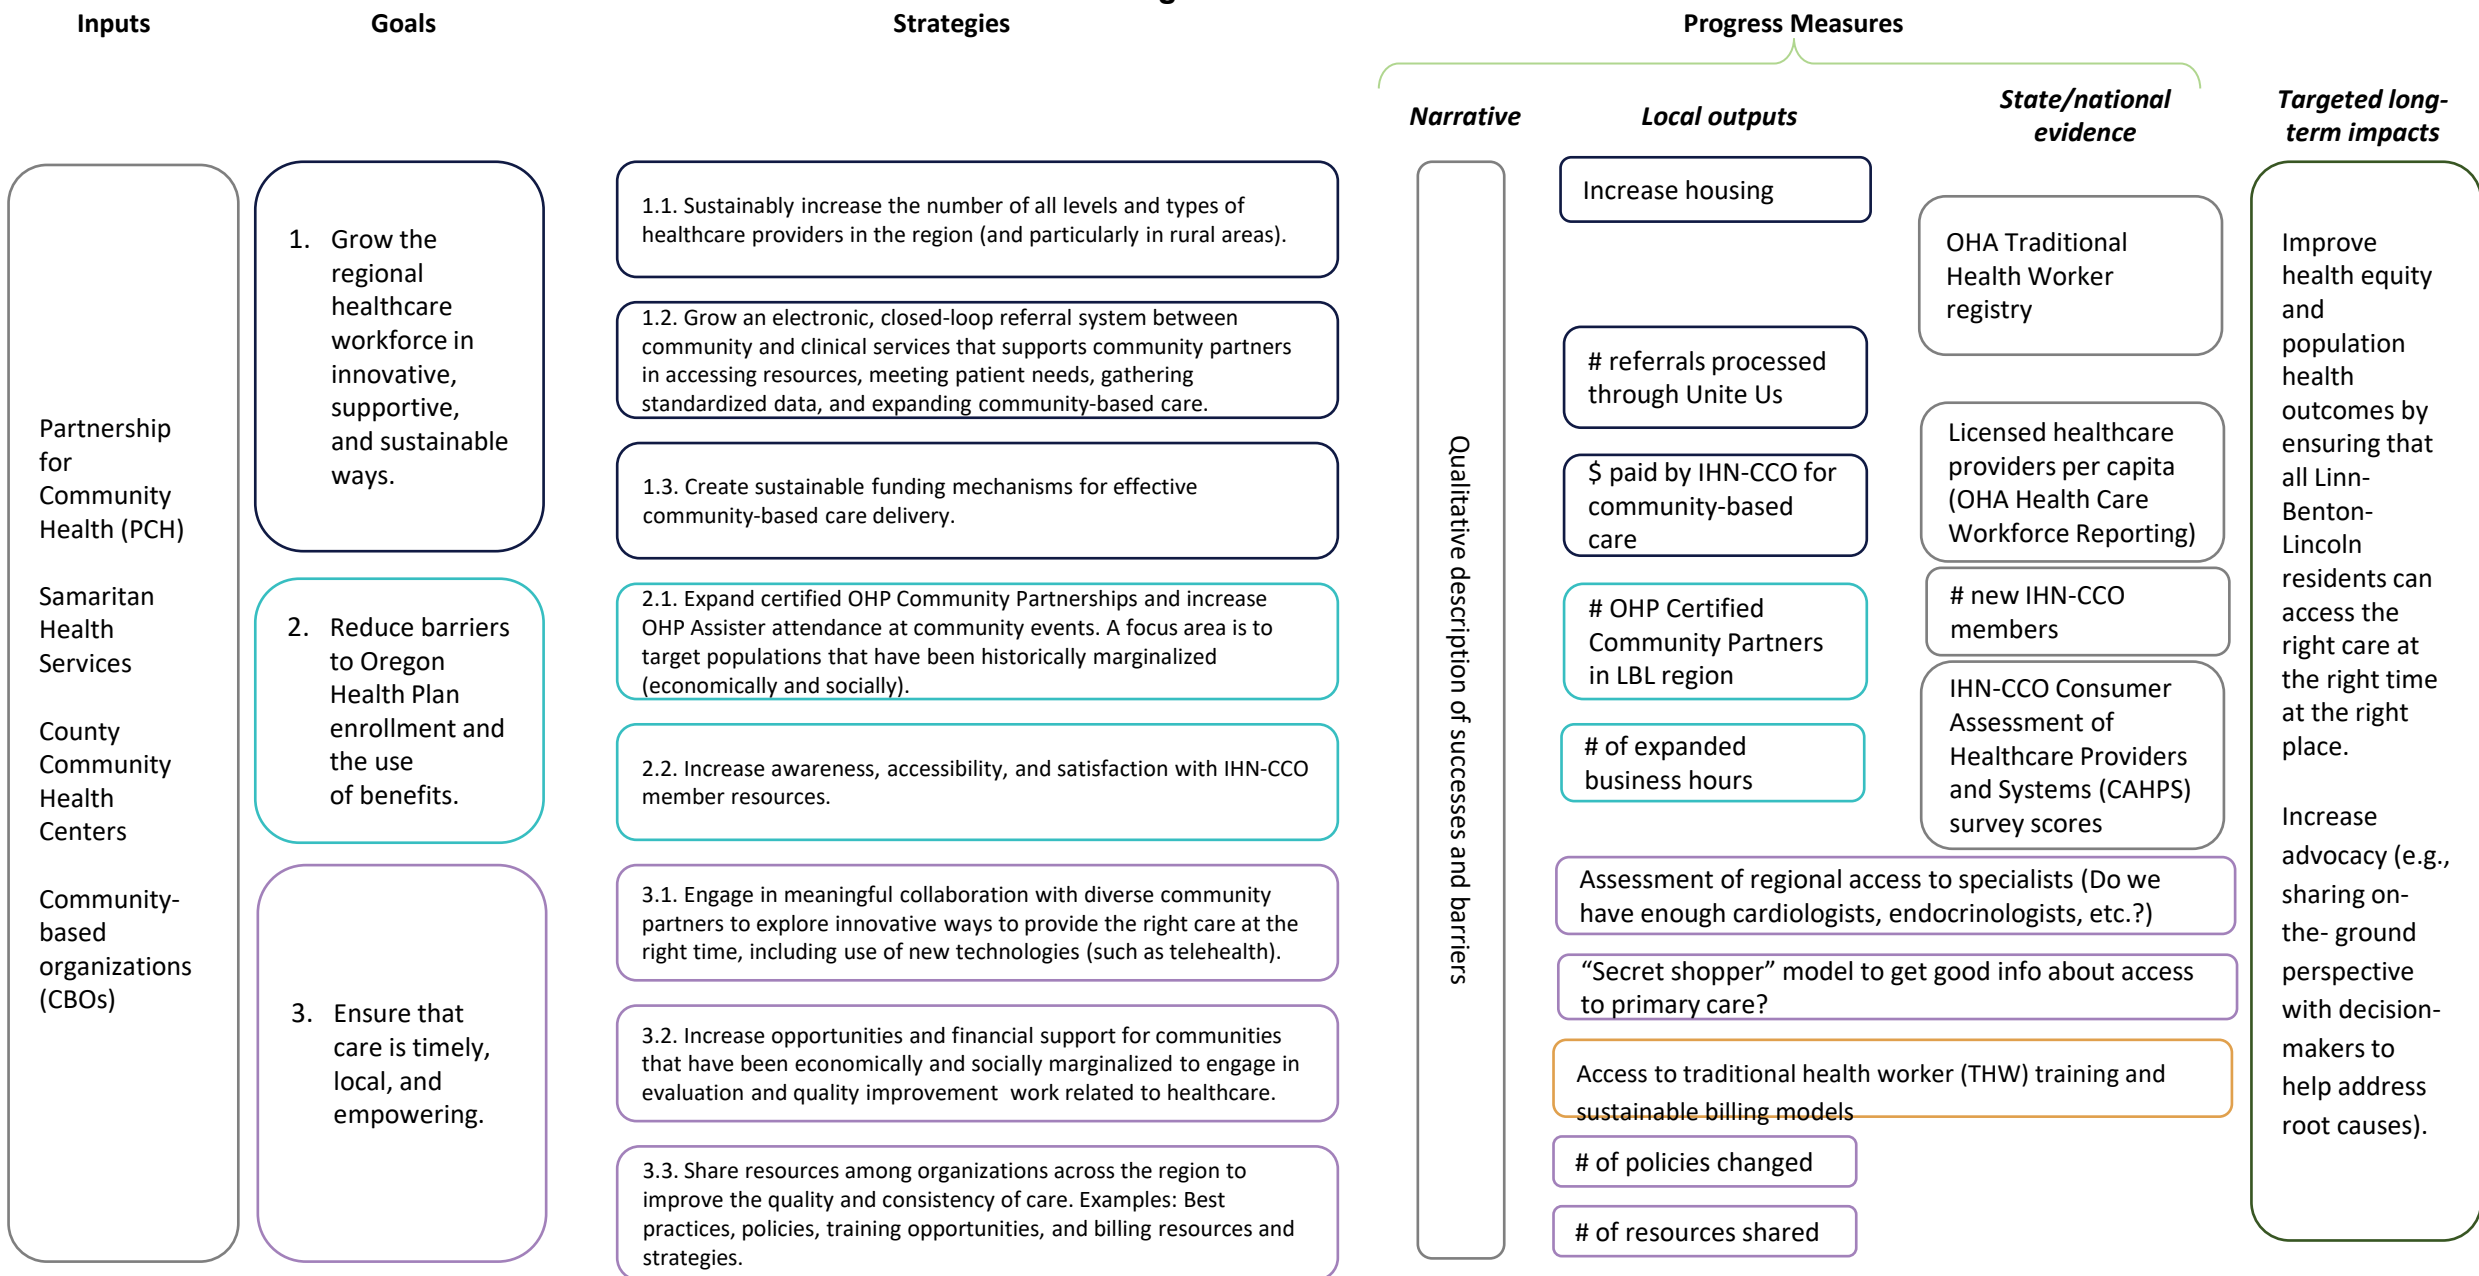 Inputs
Goals
Strategies
Progress Measures
Narrative
Local outputs
State/national
evidence
Targeted long-
term impacts
Partnership
for
Community
Health (PCH)
Samaritan
Health
Services
County
Community
Health
Centers
Community-
based
organizations
(CBOs)
1. Grow the
regional
healthcare
workforce in
innovative,
supportive,
and sustainable
ways.
2. Reduce barriers
to Oregon
Health Plan
enrollment and
the use
of benefits.
3. Ensure that
care is timely,
local, and
empowering.
1.1. Sustainably increase the number of all levels and types of
healthcare providers in the region (and particularly in rural areas).
1.2. Grow an electronic, closed-loop referral system between
community and clinical services that supports community partners
in accessing resources, meeting patient needs, gathering
standardized data, and expanding community-based care.
1.3. Create sustainable funding mechanisms for effective
community-based care delivery.
2.1. Expand certified OHP Community Partnerships and increase
OHP Assister attendance at community events. A focus area is to
target populations that have been historically marginalized
(economically and socially).
2.2. Increase awareness, accessibility, and satisfaction with IHN-CCO
member resources.
3.1. Engage in meaningful collaboration with diverse community
partners to explore innovative ways to provide the right care at the
right time, including use of new technologies (such as telehealth).
3.2. Increase opportunities and financial support for communities
that have been economically and socially marginalized to engage in
evaluation and quality improvement work related to healthcare.
3.3. Share resources among organizations across the region to
improve the quality and consistency of care. Examples: Best
practices, policies, training opportunities, and billing resources and
strategies.
Qualitative description of successes and barriers
Increase housing
# referrals processed
through Unite Us
$ paid by IHN-CCO for
community-based
care
# OHP Certified
Community Partners
in LBL region
# of expanded
business hours
OHA Traditional
Health Worker
registry
Licensed healthcare
providers per capita
(OHA Health Care
Workforce Reporting)
# new IHN-CCO
members
IHN-CCO Consumer
Assessment of
Healthcare Providers
and Systems (CAHPS)
survey scores
Assessment of regional access to specialists (Do we
have enough cardiologists, endocrinologists, etc.?)
“Secret shopper” model to get good info about access
to primary care?
Access to traditional health worker (THW) training and
sustainable billing models
# of policies changed
# of resources shared
Improve
health equity
and
population
health
outcomes by
ensuring that
all Linn-
Benton-
Lincoln
residents can
access the
right care at
the right time
at the right
place.
Increase
advocacy (e.g.,
sharing on-
the- ground
perspective
with decision-
makers to
help address
root causes).